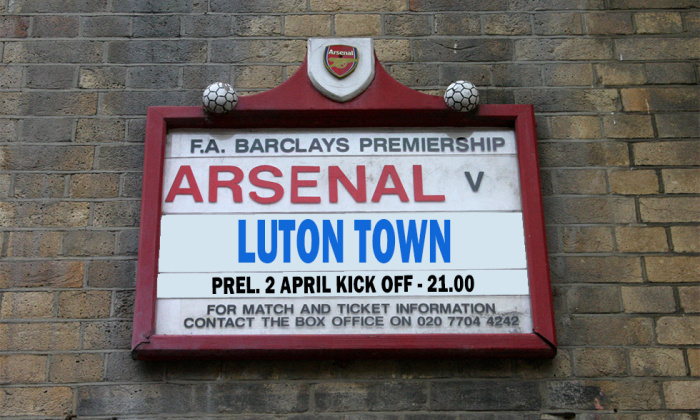 Arsenal
F.A. BARCLAYS PREMIERSHIP
ARSENAL V
LUTON TOWN
PREL. 2 APRIL KICK OFF - 21.00
FOR MATCH AND TICKET INFORMATION
CONTACT THE BOX OFFICE ON 020 7704 4242